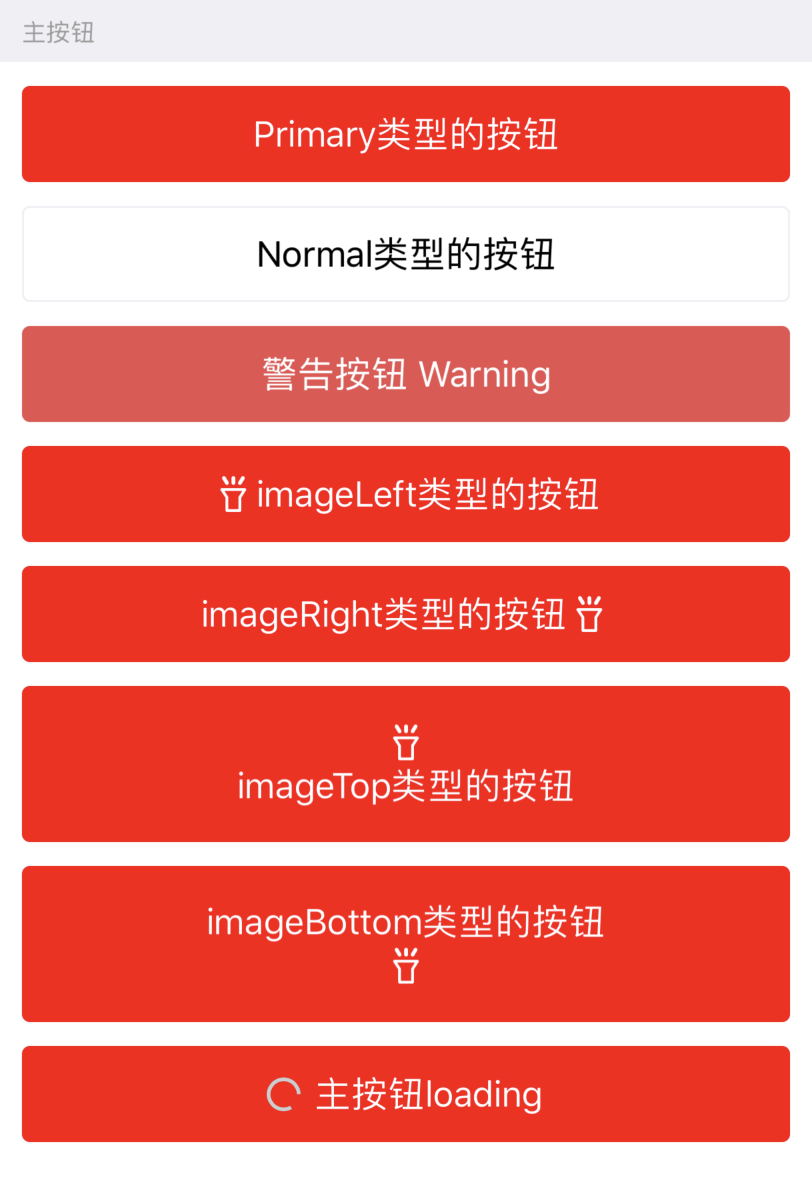 主按钮
Primary类型的按钮
Normal类型的按钮
警告按钮 Warning
imageLeft类型的按钮
imageRight类型的按钮
imageTop类型的按钮
imageBottom类型的按钮
主按钮loading